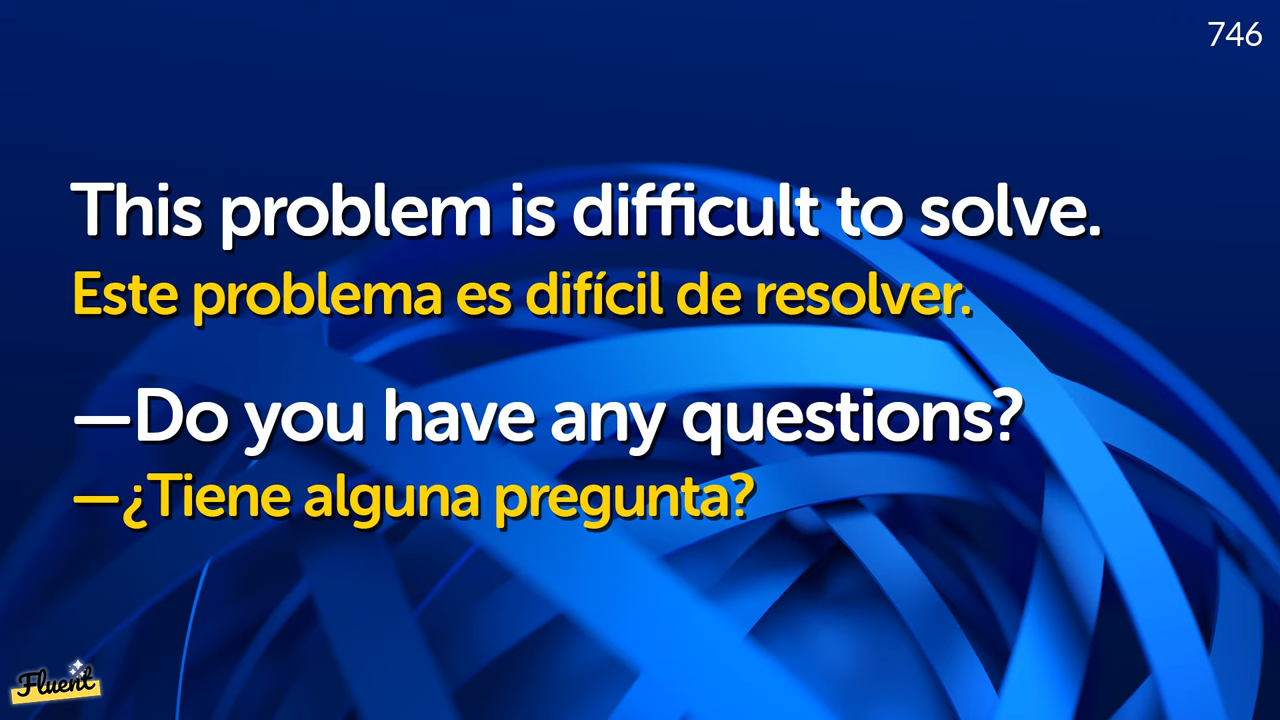 746
This problem is difficult to solve.
Este problema es difícil de resolver.
—Do you have any questions?
—¿Tiene alguna pregunta?
Fluent